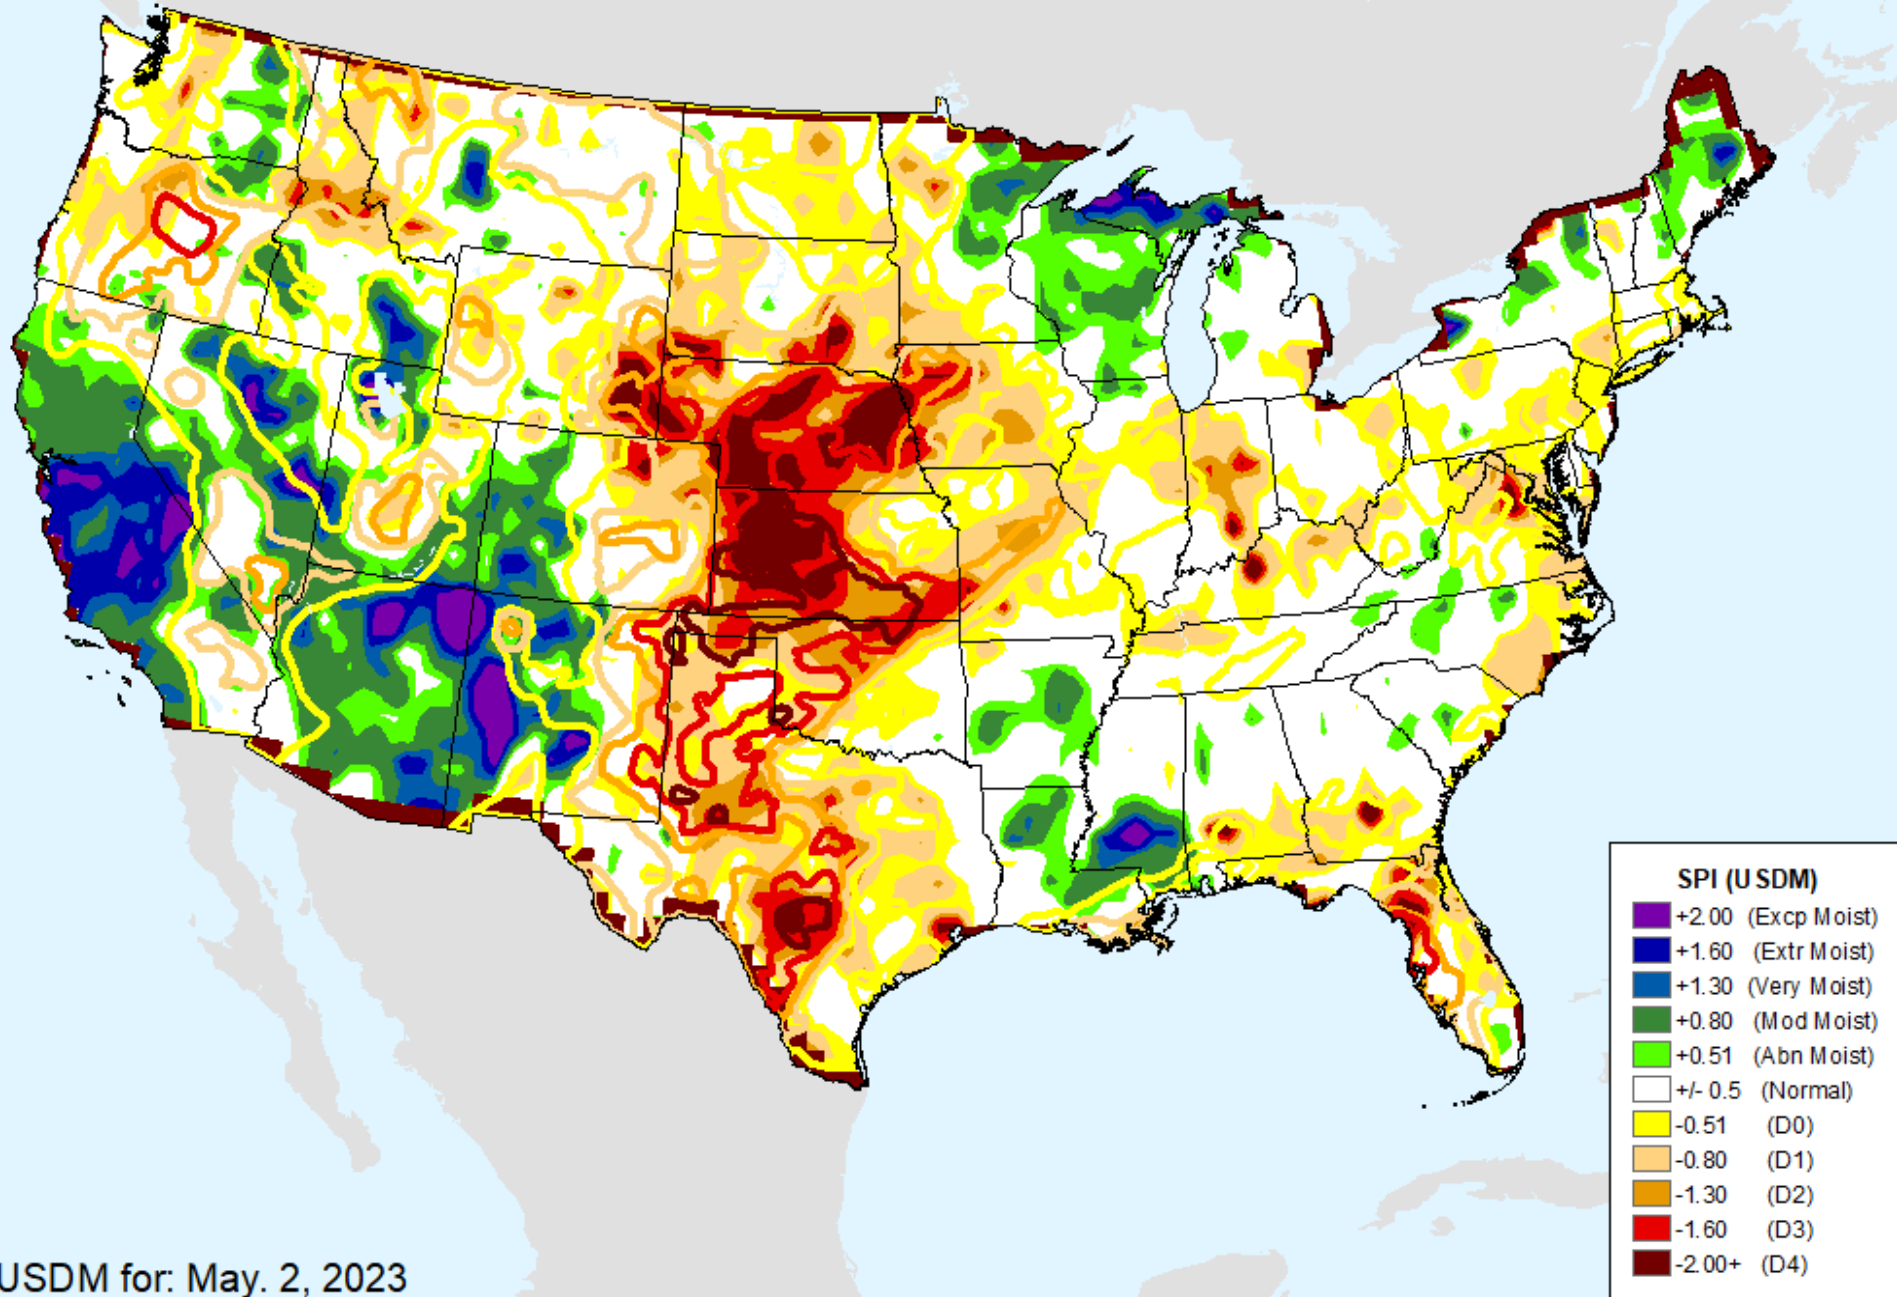 SPI (USDM)
+2.00 (Excp Moist)
+1.60 (Extr Moist)
+1.30 (Very Moist)
+0.80 (Mod Moist)
+0.51 (Abn Moist)
+/- 0.5 (Normal)
-0.51 (D0)
-0.80 (D1)
-1.30 (D2)
-1.60 (D3)
-2.00+ (D4)
USDM for: May. 2, 2023